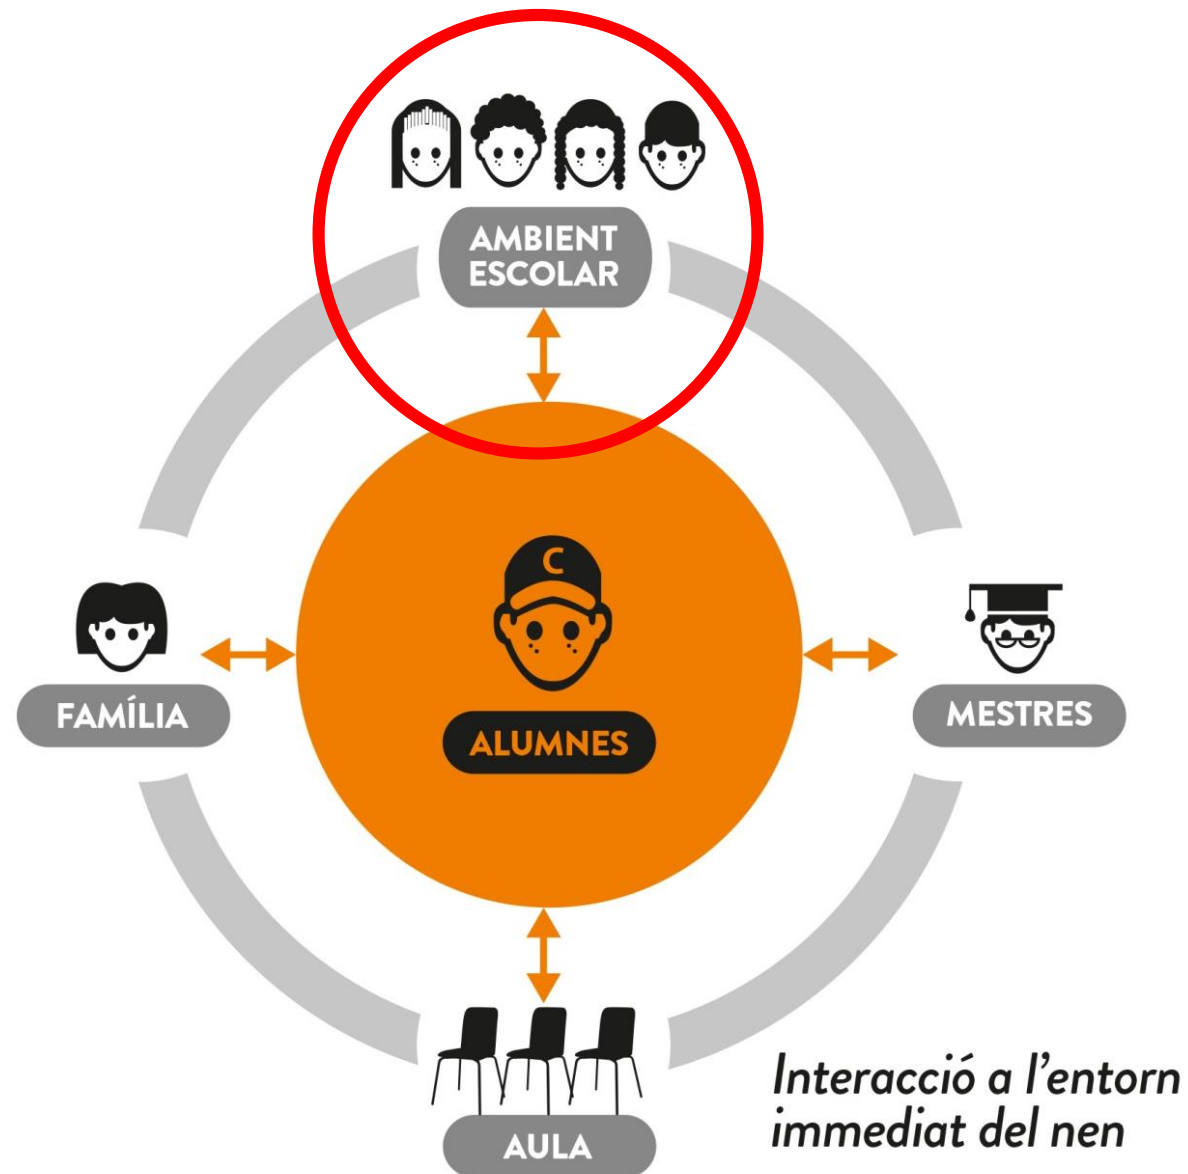 AMBIENT
ESCOLAR
C
FAMÍLIA
ALUMNES
MESTRES
AULA
Interacció a l'entorn
immediat del nen